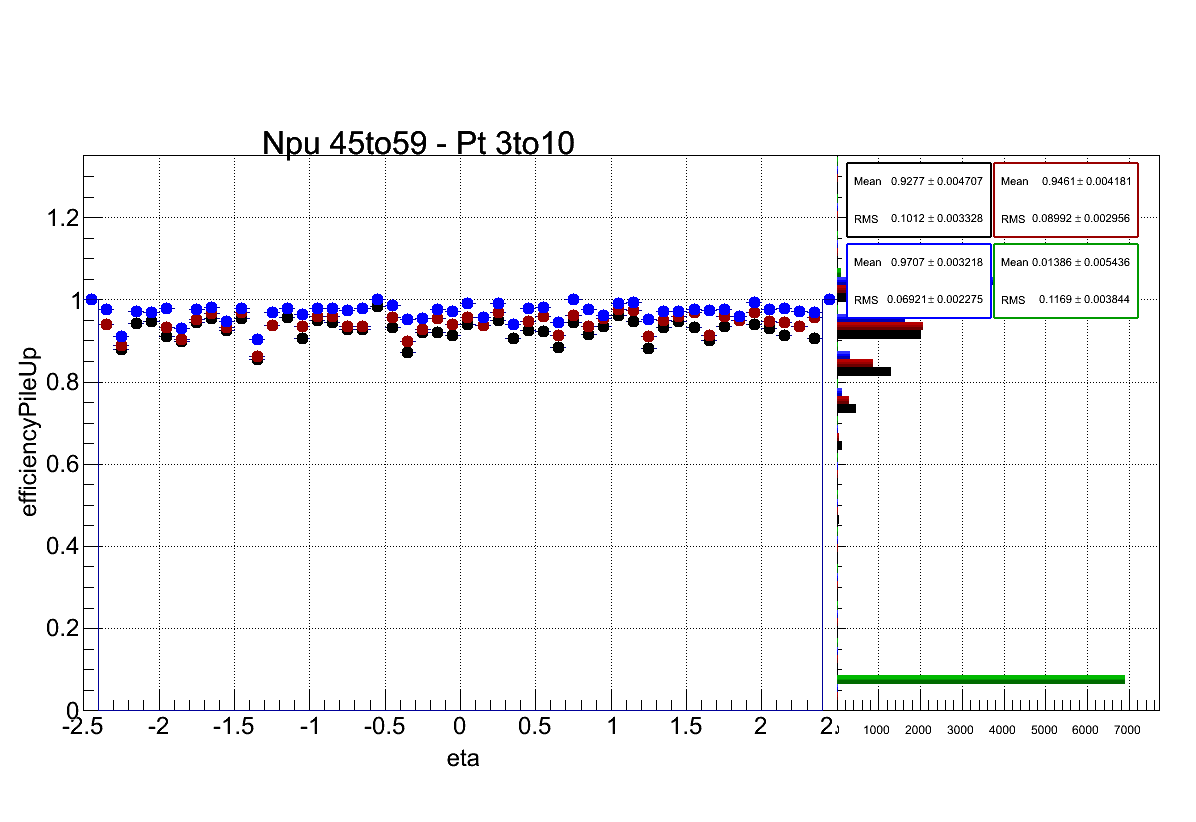 Npu 45to59 - Pt 3to10
Mean 0.9277 ± 0.004707
RMS 0.1012 ± 0.003328
Mean 0.9461 ± 0.004181
RMS 0.08992 ± 0.002956
Mean 0.9707 ± 0.003218
RMS 0.06921 ± 0.002275
Mean 0.01386 ± 0.005436
RMS 0.1169 ± 0.003844
efficiencyPileUp
1.2
1
0.8
0.6
0.4
0.2
0
-2.5 -2 -1.5 -1 -0.5 0 0.5 1 1.5 2 2.
1000 2000 3000 4000 5000 6000 7000
eta